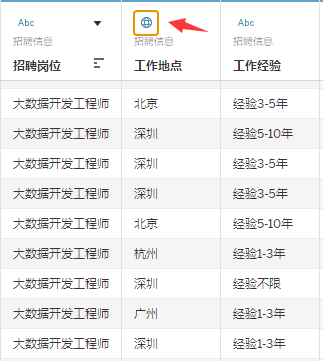 Abc Abc
招聘信息 招聘信息 招聘信息
招聘岗位 工作地点 工作经验
大数据开发工程师 北京 经验3-5年
大数据开发工程师 深圳 经验5-10年
大数据开发工程师 深圳 经验3-5年
大数据开发工程师 深圳 经验3-5年
大数据开发工程师 北京 经验5-10年
大数据开发工程师 杭州 经验1-3年
大数据开发工程师 深圳 经验不限
大数据开发工程师 广州 经验1-3年
大数据开发工程师 深圳 经验1-3年